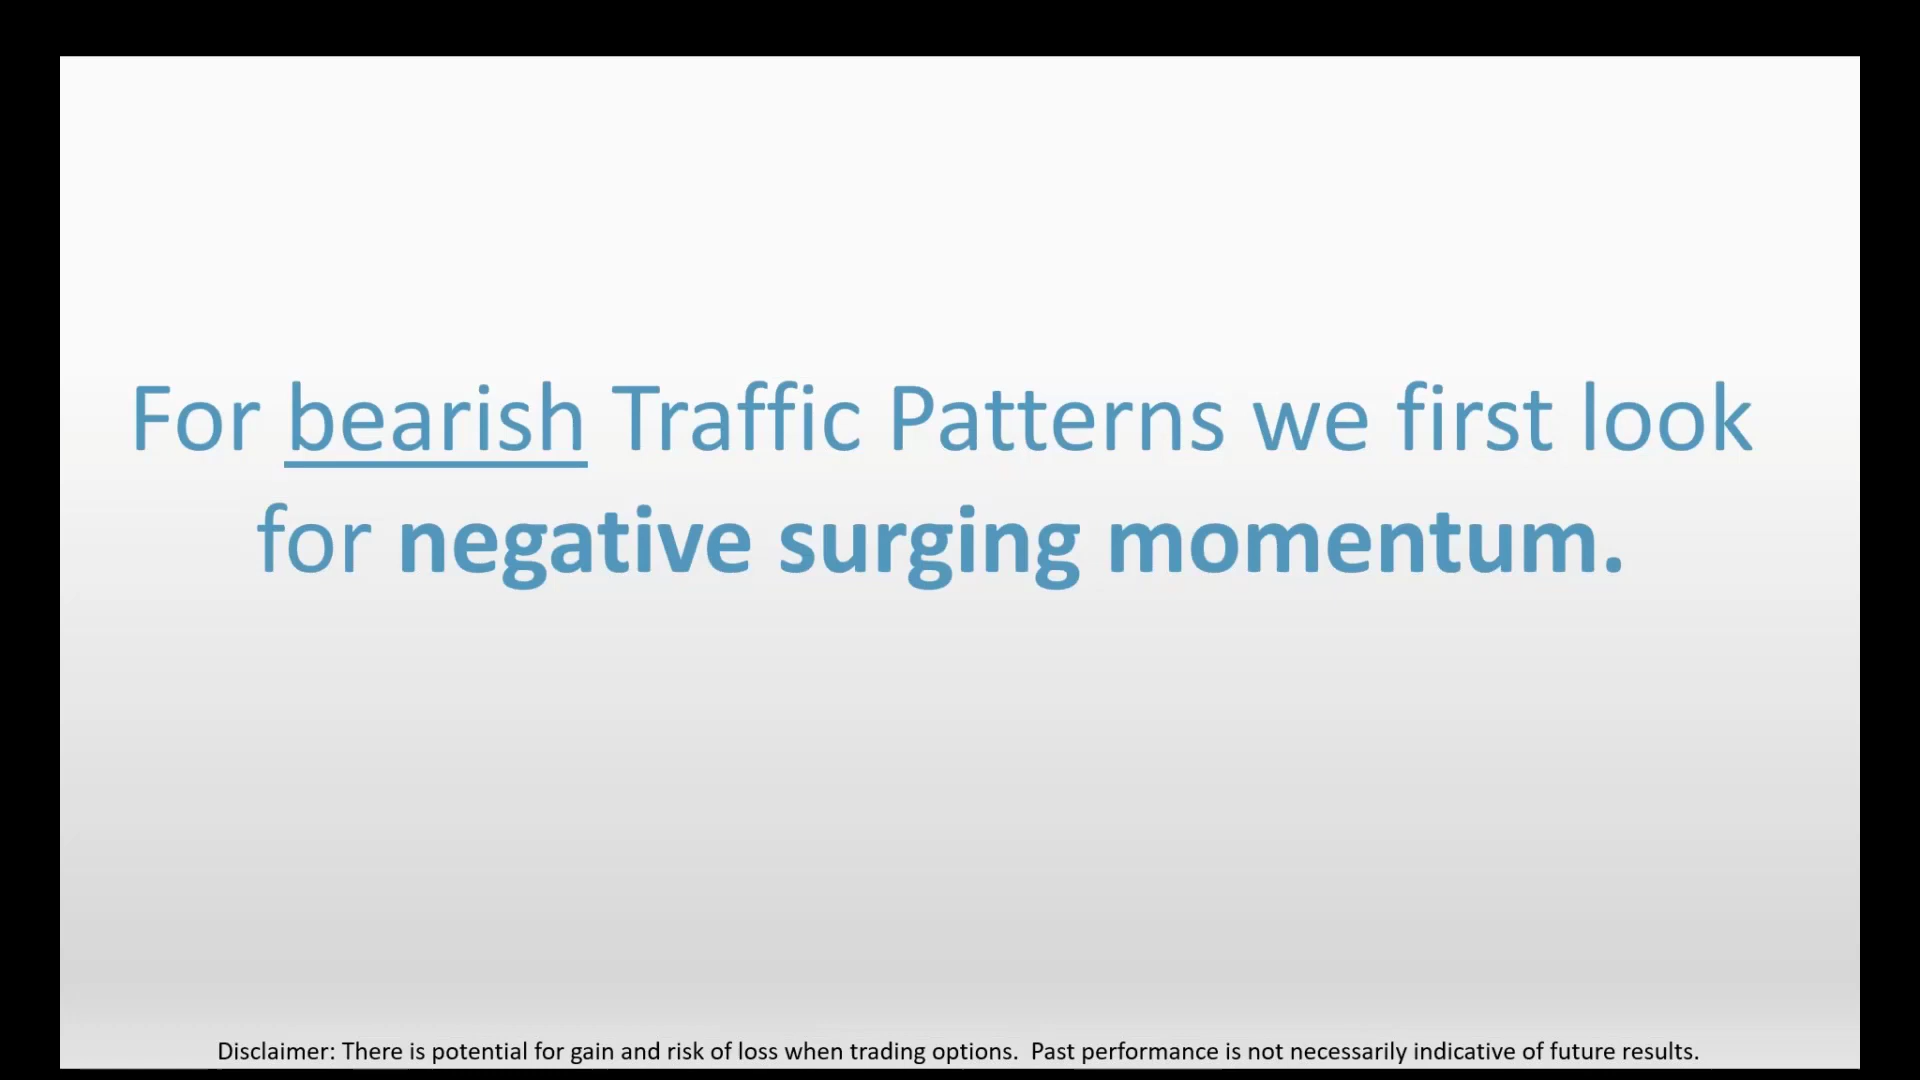 For bearish Traffic Patterns we first look
for negative surging momentum.
Disclaimer: There is potential for gain and risk of loss when trading options.  Past performance is not necessarily indicative of future results.